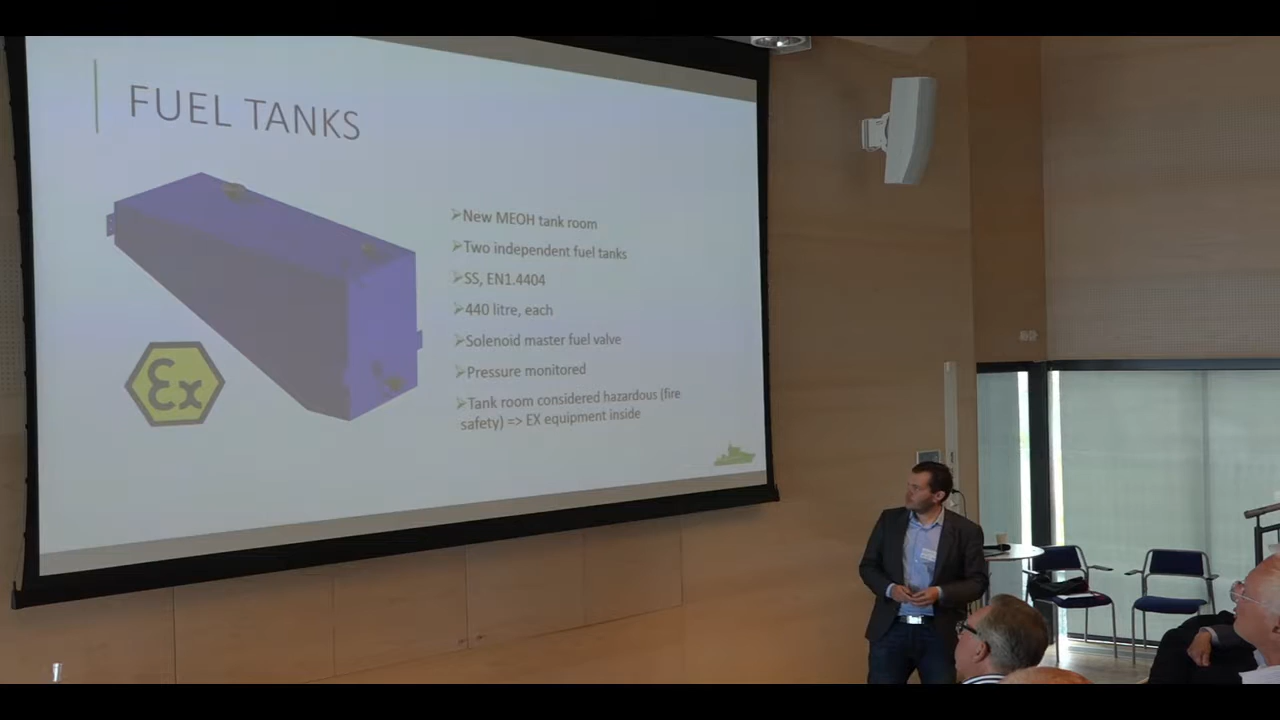 FUEL TANKS
New MEOH tank room
Two independent fuel tanks
SS, EN1.4404
440 litre, each
Solenoid master fuel valve
Pressure monitored
Tank room considered hazardous (fire
safety) => EX equipment inside
Ex